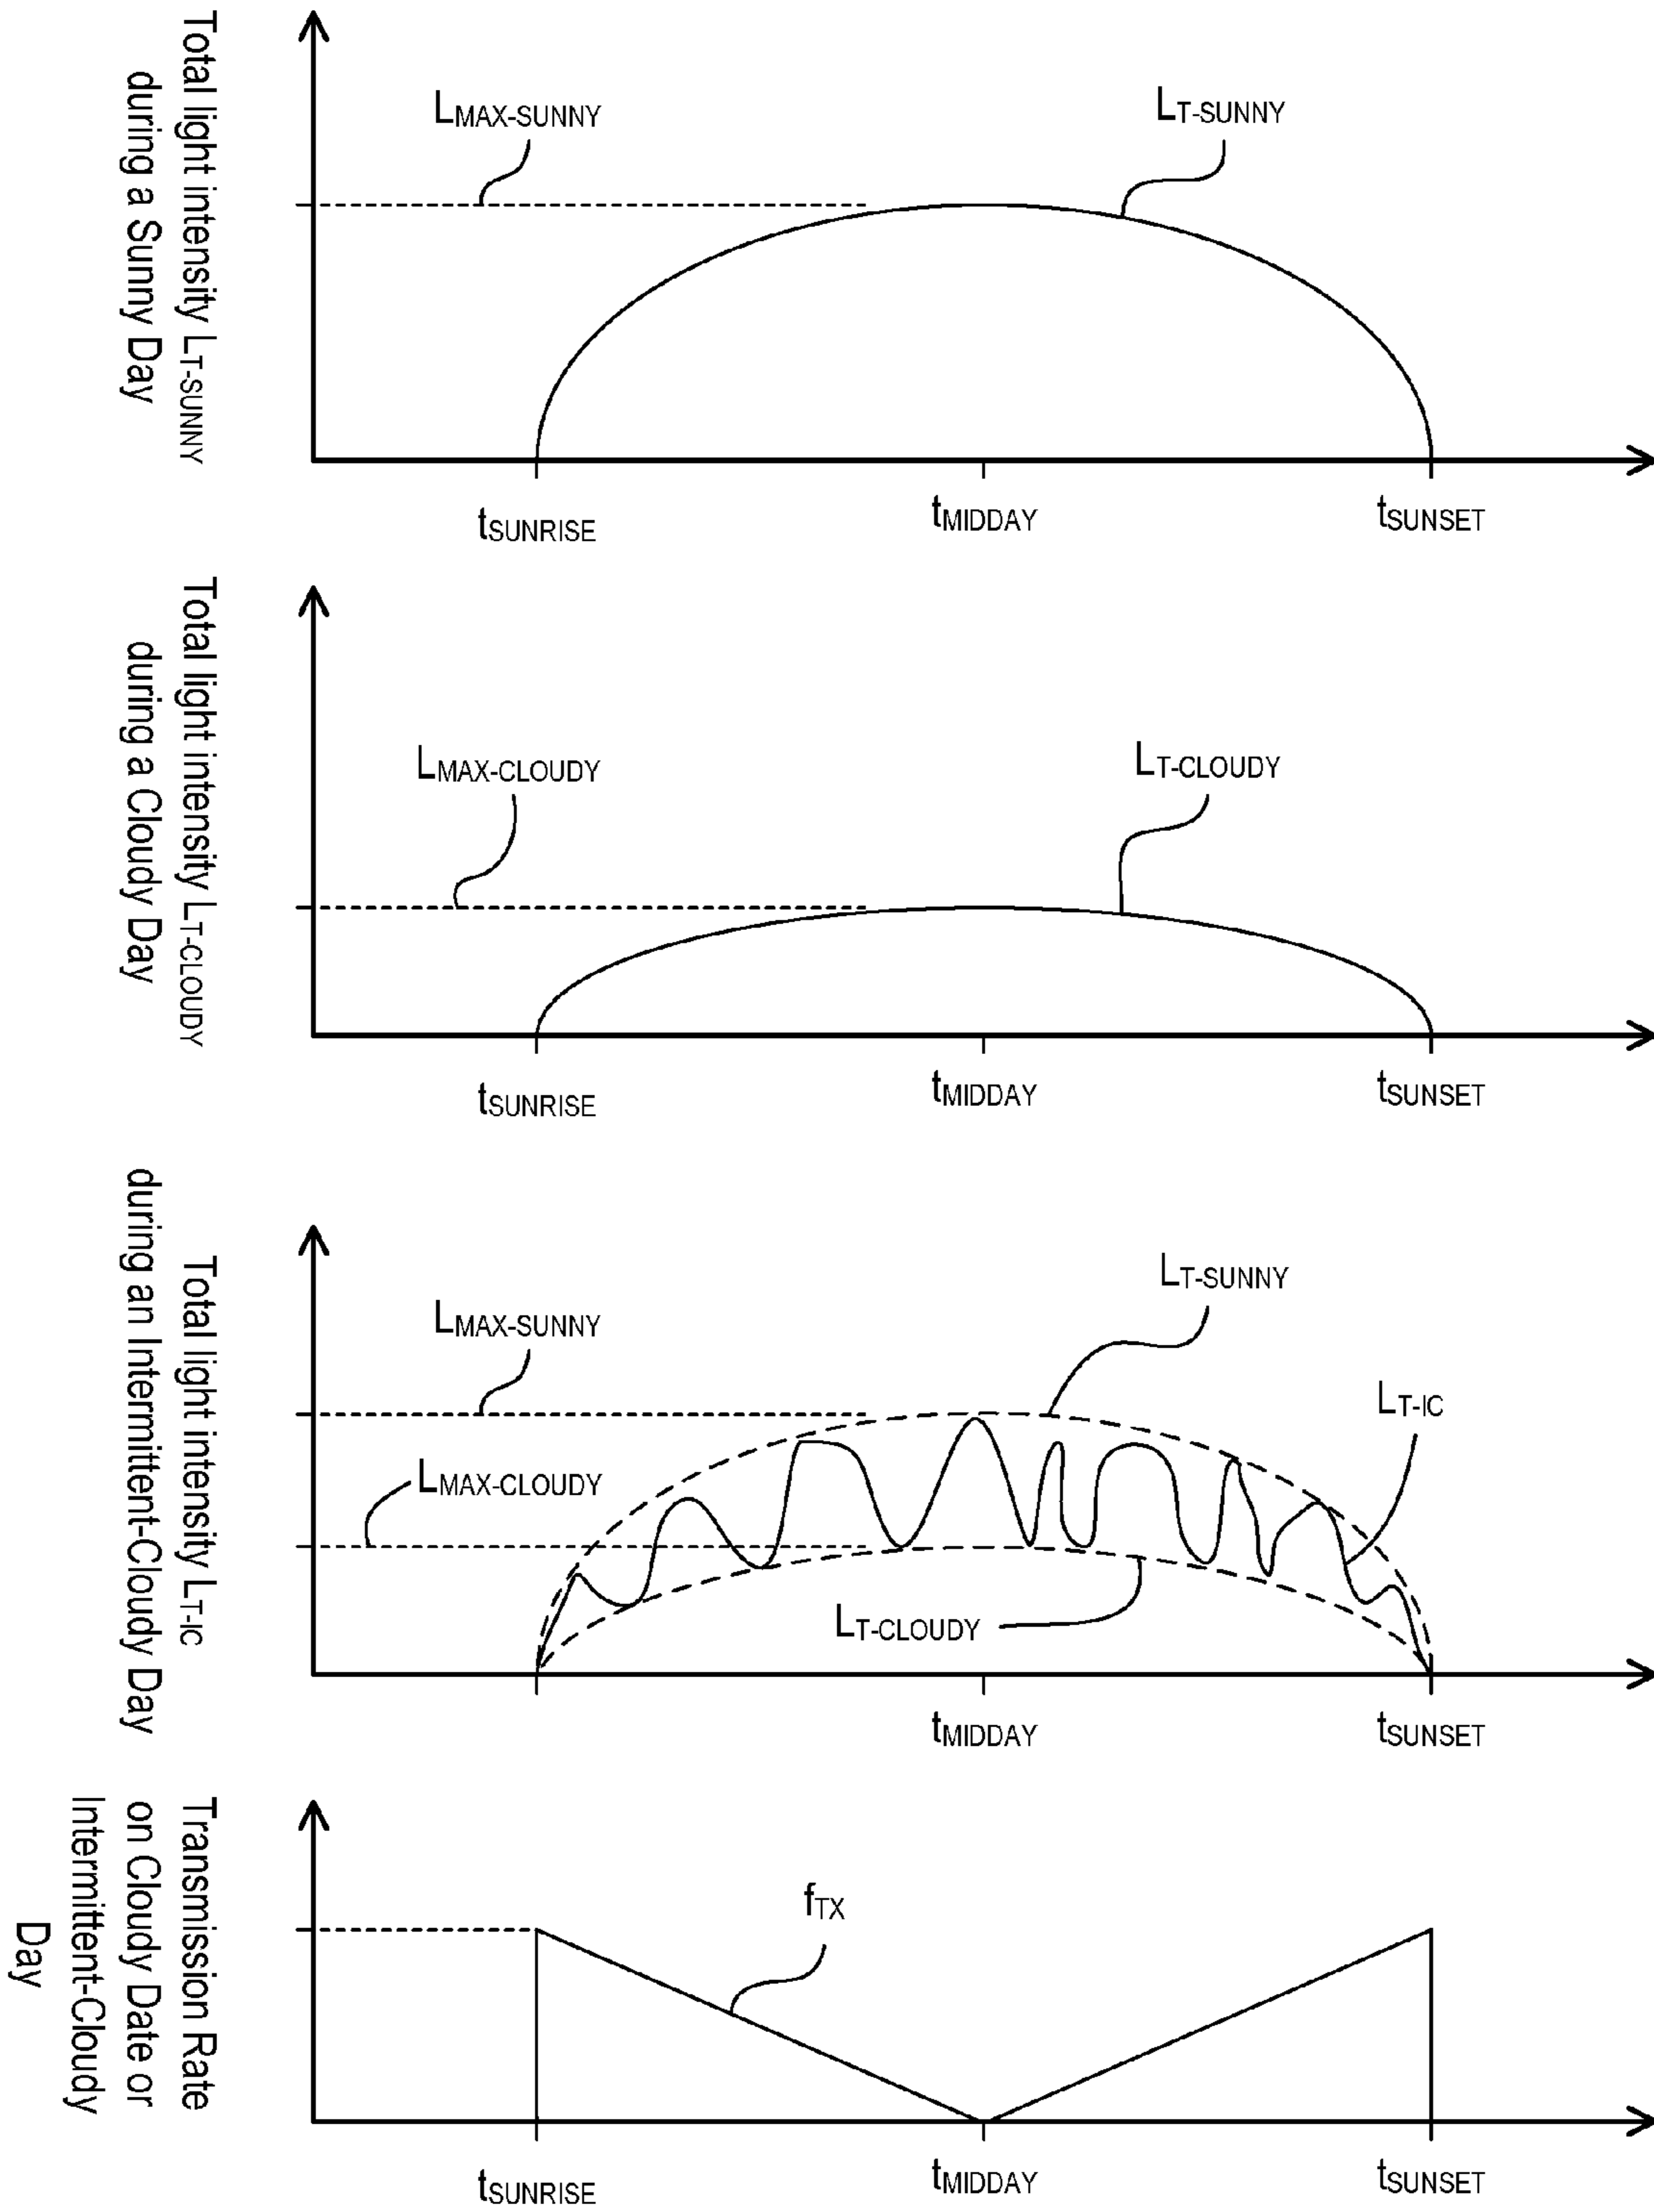 Total light intensity LT-SUNNY
during a Sunny Day
LMAX-SUNNY
LT-SUNNY
tSUNRISE
tMIDDAY
tSUNSET
Total light intensity LT-CLOUDY
during a Cloudy Day
LMAX-CLOUDY
LT-CLOUDY
tSUNRISE
tMIDDAY
tSUNSET
Total light intensity LT-IC
during an Intermittent-Cloudy Day
LMAX-SUNNY
LT-SUNNY
LT-IC
LMAX-CLOUDY
LT-CLOUDY
tMIDDAY
tSUNSET
Transmission Rate
on Cloudy Date or
Intermittent-Cloudy
Day
fTX
tSUNRISE
tMIDDAY
tSUNSET